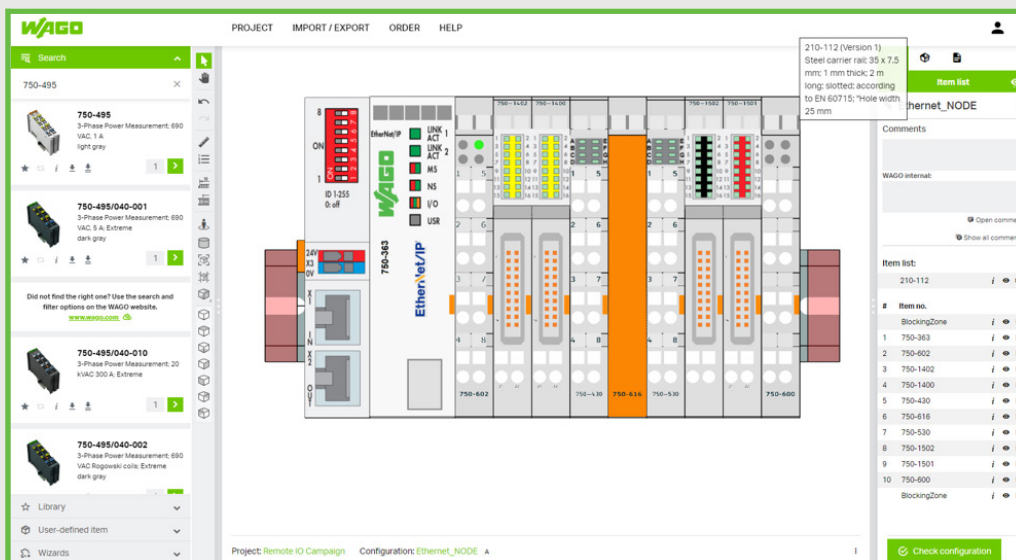 WAGO
PROJECT IMPORT / EXPORT ORDER HELP
Search
750-495
750-495
3-Phase Power Measurement; 690
VAC, 1 A
light gray
1
750-495/040-001
3-Phase Power Measurement; 690
VAC, 5 A; Extreme
dark gray
1
Did not find the right one? Use the search and
filter options on the WAGO website.
www.wago.com
750-495/040-010
3-Phase Power Measurement; 20
kVAC 300 A; Extreme
1
750-495/040-002
3-Phase Power Measurement; 690
VAC Rogowski coils; Extreme
dark gray
Library
User-defined item
Wizards
8
ON
1
ID 1-255
0: off
24V
X3
0V
X1
IN
X2
OUT
EtherNet/IP
LINK 1
ACT
LINK 2
ACT
MS
NS
I/O
USR
WAGO
750-363
EtherNet/IP
750-602
750-1402
750-1400
750-430
750-616
750-530
750-1502
750-1501
750-600
210-112 (Version 1)
Steel carrier rail; 35 x 7.5
mm; 1 mm thick; 2 m
long; slotted; according
to EN 60715; "Hole width
25 mm
Item list
Ethernet_NODE
Comments
WAGO internal:
Open comme
Show all comme
Item list:
210-112
# Item no.
BlockingZone
1 750-363
2 750-602
3 750-1402
4 750-1400
5 750-430
6 750-616
7 750-530
8 750-1502
9 750-1501
10 750-600
BlockingZone
Check configuration
Project: Remote IO Campaign Configuration: Ethernet_NODE